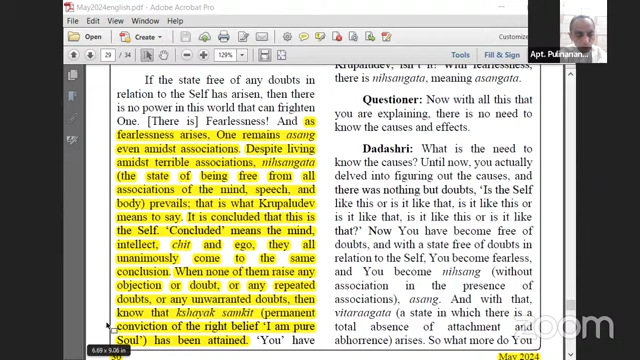 May2024english.pdf - Adobe Acrobat Pro
File Edit View Window Help
Open Create Customize
29 / 34 129% Tools Fill & Sign
Apt. Pulinanan
If the state free of any doubts in
relation to the Self has arisen, then there
is no power in this world that can frighten
One. [There is] Fearlessness! And as
fearlessness arises, One remains asang
even amidst associations. Despite living
amidst terrible associations, nihsangata
(the state of being free from all
associations of the mind, speech, and
body) prevails; that is what Krupaludev
means to say. It is concluded that this is
the Self. ‘Concluded’ means the mind,
intellect, chit and ego, they all
unanimously come to the same
conclusion. When none of them raise any
objection or doubt, or any repeated
doubts, or any unwarranted doubts, then
know that kshayak samkit (permanent
conviction of the right belief ‘I am pure
Soul’) has been attained. ‘You’ have
6.69 x 9.06 in
30
Krupaludev, isn't it? With fearlessness,
there is nihsangata, meaning asangata.
Questioner: Now with all this that
you are explaining, there is no need to
know the causes and effects.
Dadashri: What is the need to
know the causes? Until now, you actually
delved into figuring out the causes, and
there was nothing but doubts, ‘Is the Self
like this or is it like that, is it like this or
is it like that, is it like this or is it like
that?’ Now You have become free of
doubts, and with a state free of doubts in
relation to the Self, You become fearless,
and You become nihsang (without
association in the presence of
associations), asang. And with that,
vitaraagata (a state in which there is a
total absence of attachment and
abhorrence) arises. So what more do You
May 2024
zoom